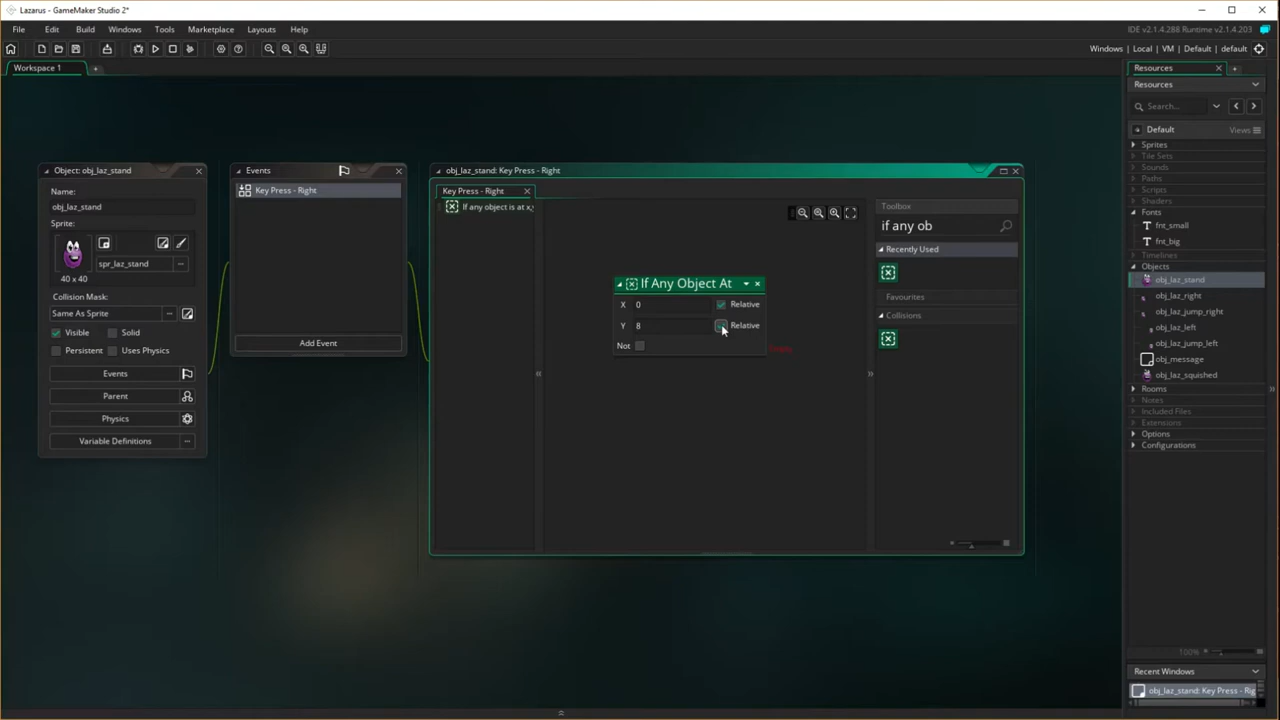 Lazarus - GameMaker Studio 2*
File Edit Build Windows Tools Marketplace Layouts Help
IDE v2.1.4.288 Runtime v2.1.4.203
Windows | Local | VM | Default | default
Workspace 1
Object: obj_laz_stand
Name:
obj_laz_stand
Sprite:
spr_laz_stand
40 x 40
Collision Mask:
Same As Sprite
Visible
Solid
Persistent
Uses Physics
Events
Parent
Physics
Variable Definitions
Events
Key Press - Right
Add Event
obj_laz_stand: Key Press - Right
Key Press - Right
If any object is at x,
If Any Object At
X 0 Relative
Y 8 Relative
Not
Empty
Toolbox
if any ob
Recently Used
Favourites
Collisions
Resources
Resources
Search...
Default
Views
Sprites
Tile Sets
Sounds
Paths
Scripts
Shaders
Fonts
fnt_small
fnt_big
Timelines
Objects
obj_laz_stand
obj_laz_right
obj_laz_jump_right
obj_laz_left
obj_laz_jump_left
obj_message
obj_laz_squished
Rooms
Notes
Included Files
Extensions
Options
Configurations
100%
Recent Windows
obj_laz_stand: Key Press - Rig